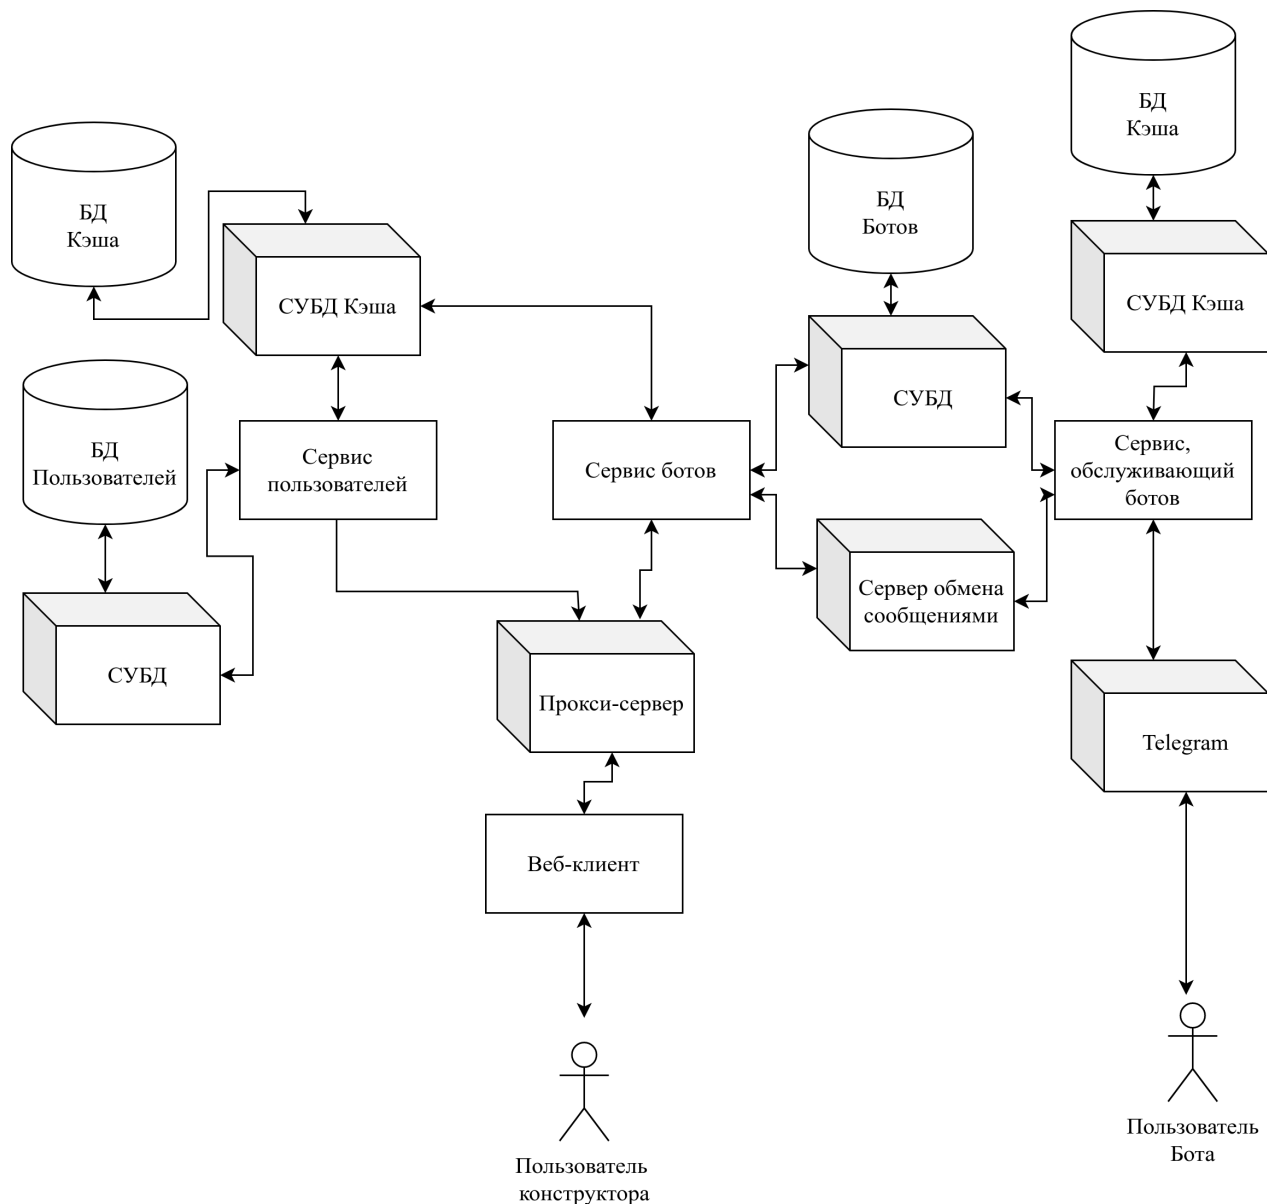 БД
Кэша
БД
Кэша
БД
Ботов
СУБД Кэша
СУБД Кэша
СУБД
БД
Пользователей
Сервис
пользователей
Сервис ботов
Сервис,
обслуживающий
ботов
Сервер обмена
сообщениями
СУБД
Прокси-сервер
Telegram
Веб-клиент
Пользователь
Бота
Пользователь
конструктора